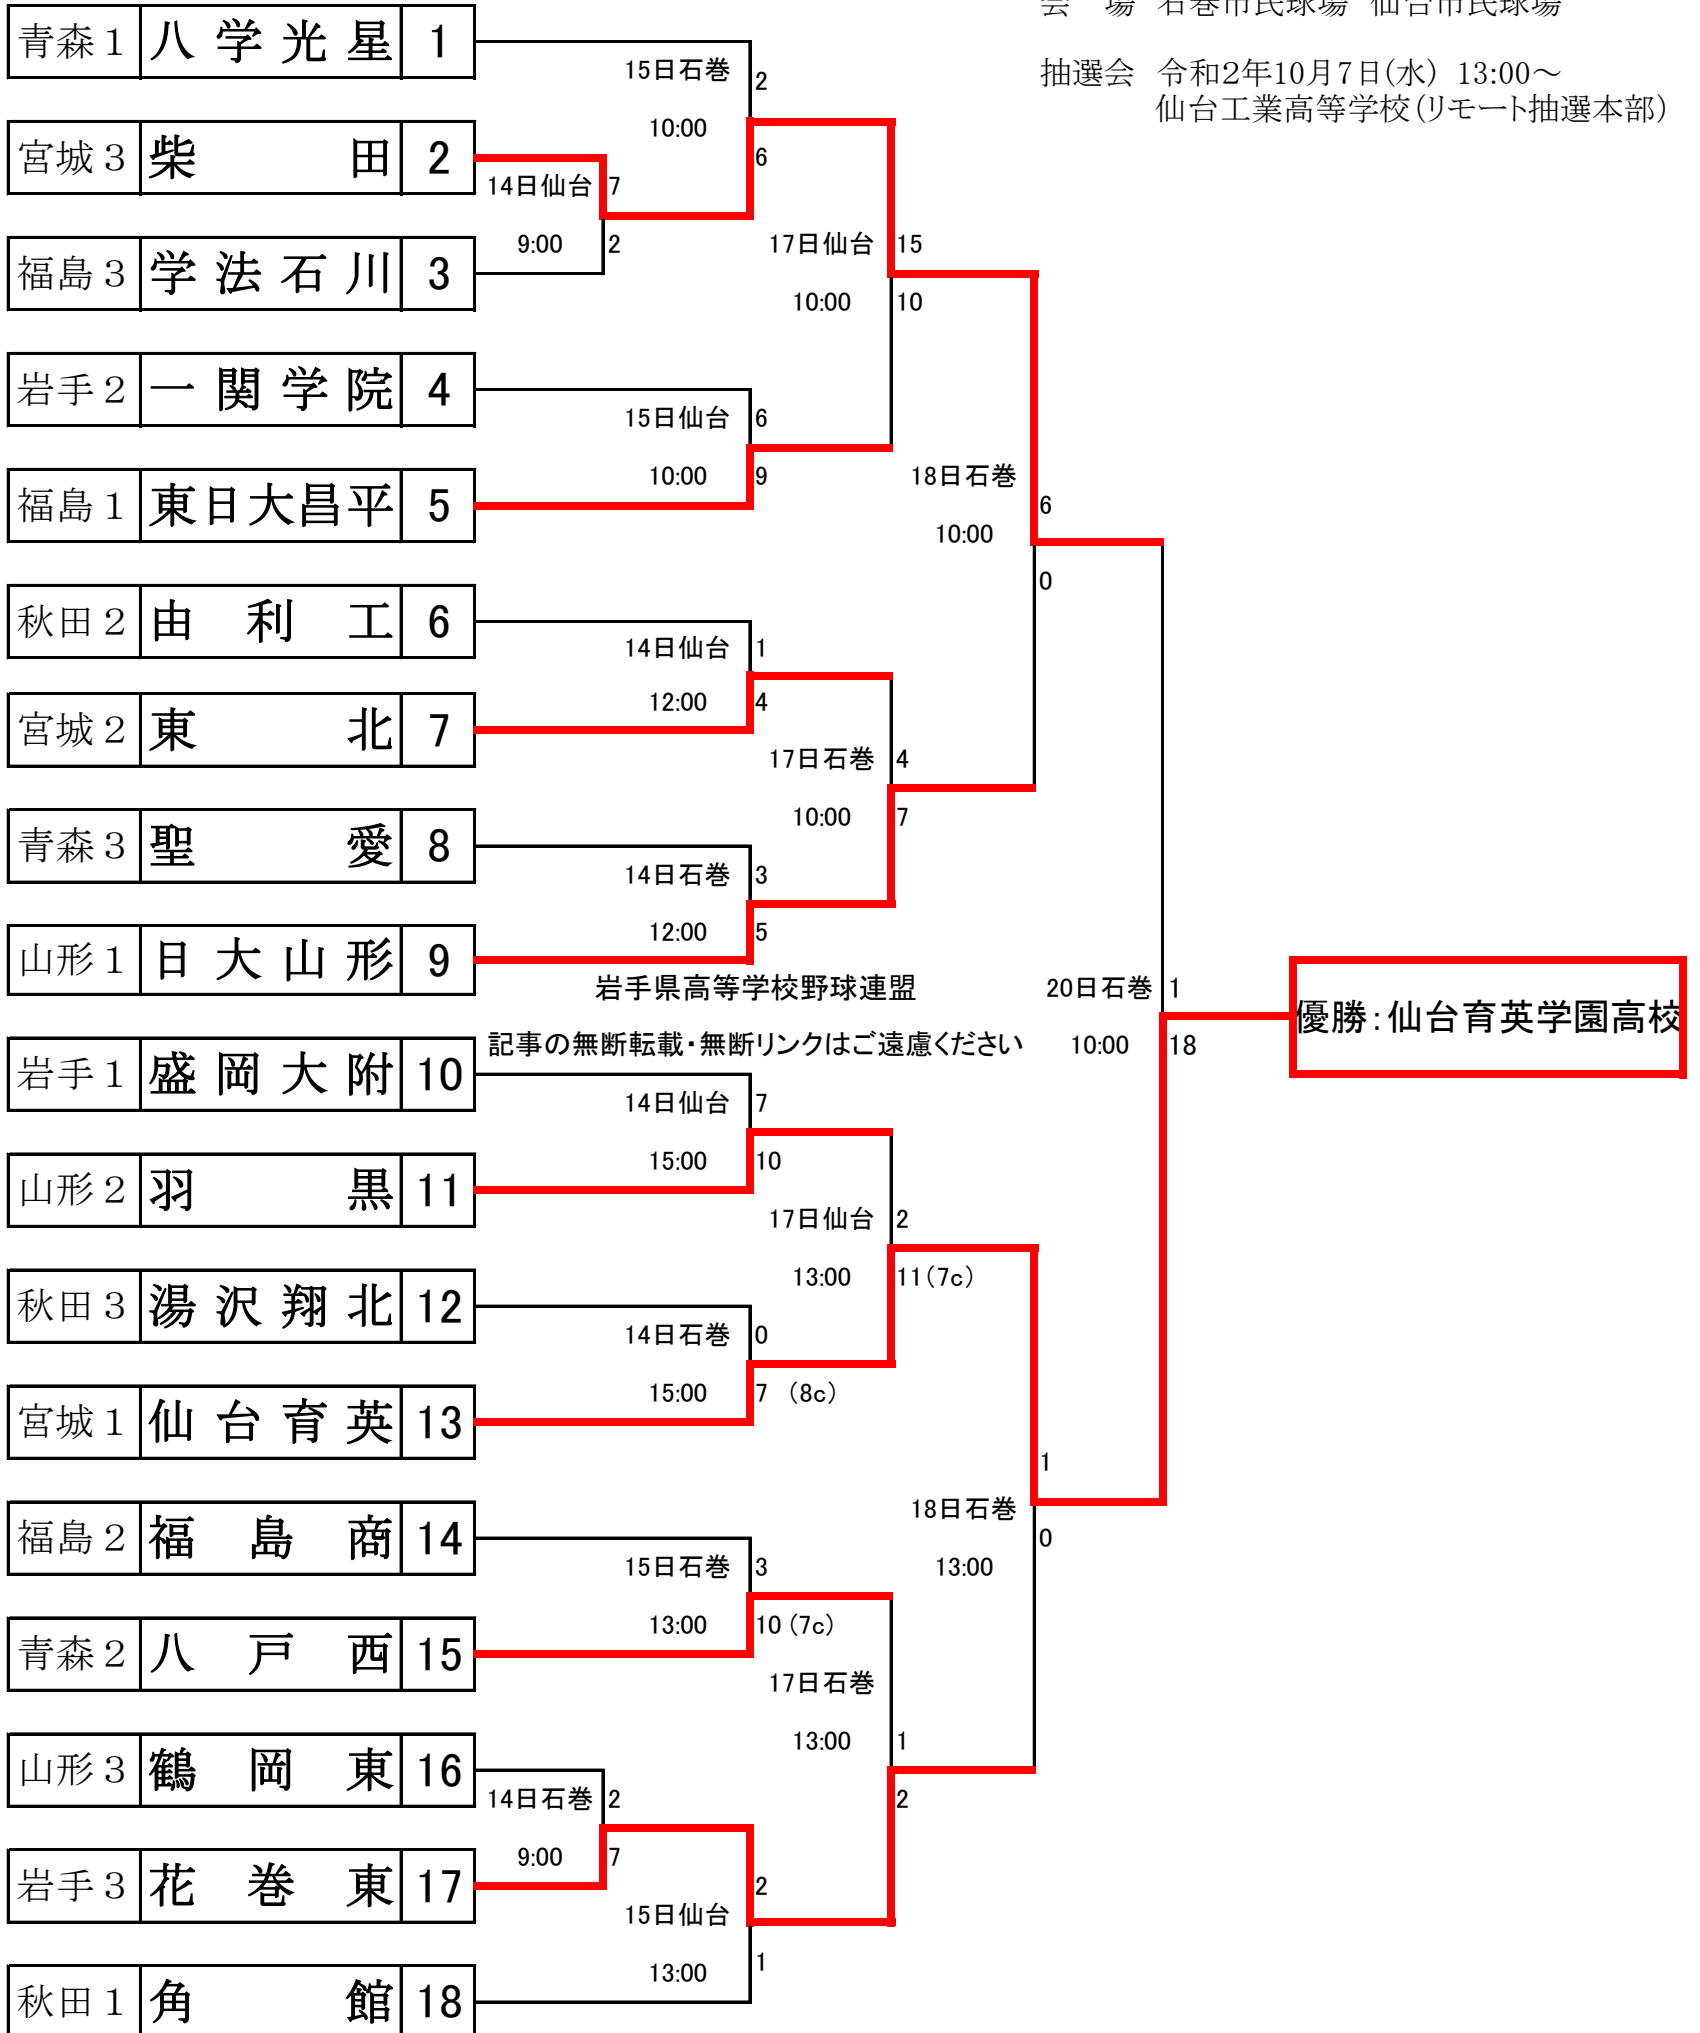 会　場　石巻市民球場　仙台市民球場
抽選会　令和2年10月7日(水)　13:00～
仙台工業高等学校(リモート抽選本部)
青森1 八学光星 1
15日石巻 2
10:00 6
宮城3 柴田 2
14日仙台 7
9:00 2
福島3 学法石川 3
17日仙台 15
10:00 10
岩手2 一関学院 4
15日仙台 6
10:00 9
福島1 東日大昌平 5
18日石巻 6
10:00 0
秋田2 由利工 6
14日仙台 1
12:00 4
宮城2 東北 7
17日石巻 4
10:00 7
青森3 聖愛 8
14日石巻 3
12:00 5
山形1 日大山形 9
岩手県高等学校野球連盟
記事の無断転載・無断リンクはご遠慮ください
20日石巻 1
10:00 18
優勝：仙台育英学園高校
岩手1 盛岡大附 10
14日仙台 7
15:00 10
山形2 羽黒 11
17日仙台 2
13:00 11(7c)
秋田3 湯沢翔北 12
14日石巻 0
15:00 7 (8c)
宮城1 仙台育英 13
18日石巻 1
13:00 0
福島2 福島商 14
15日石巻 3
13:00 10(7c)
青森2 八戸西 15
17日石巻 1
13:00 2
山形3 鶴岡東 16
14日石巻 2
9:00 7
岩手3 花巻東 17
15日仙台 2
13:00 1
秋田1 角館 18